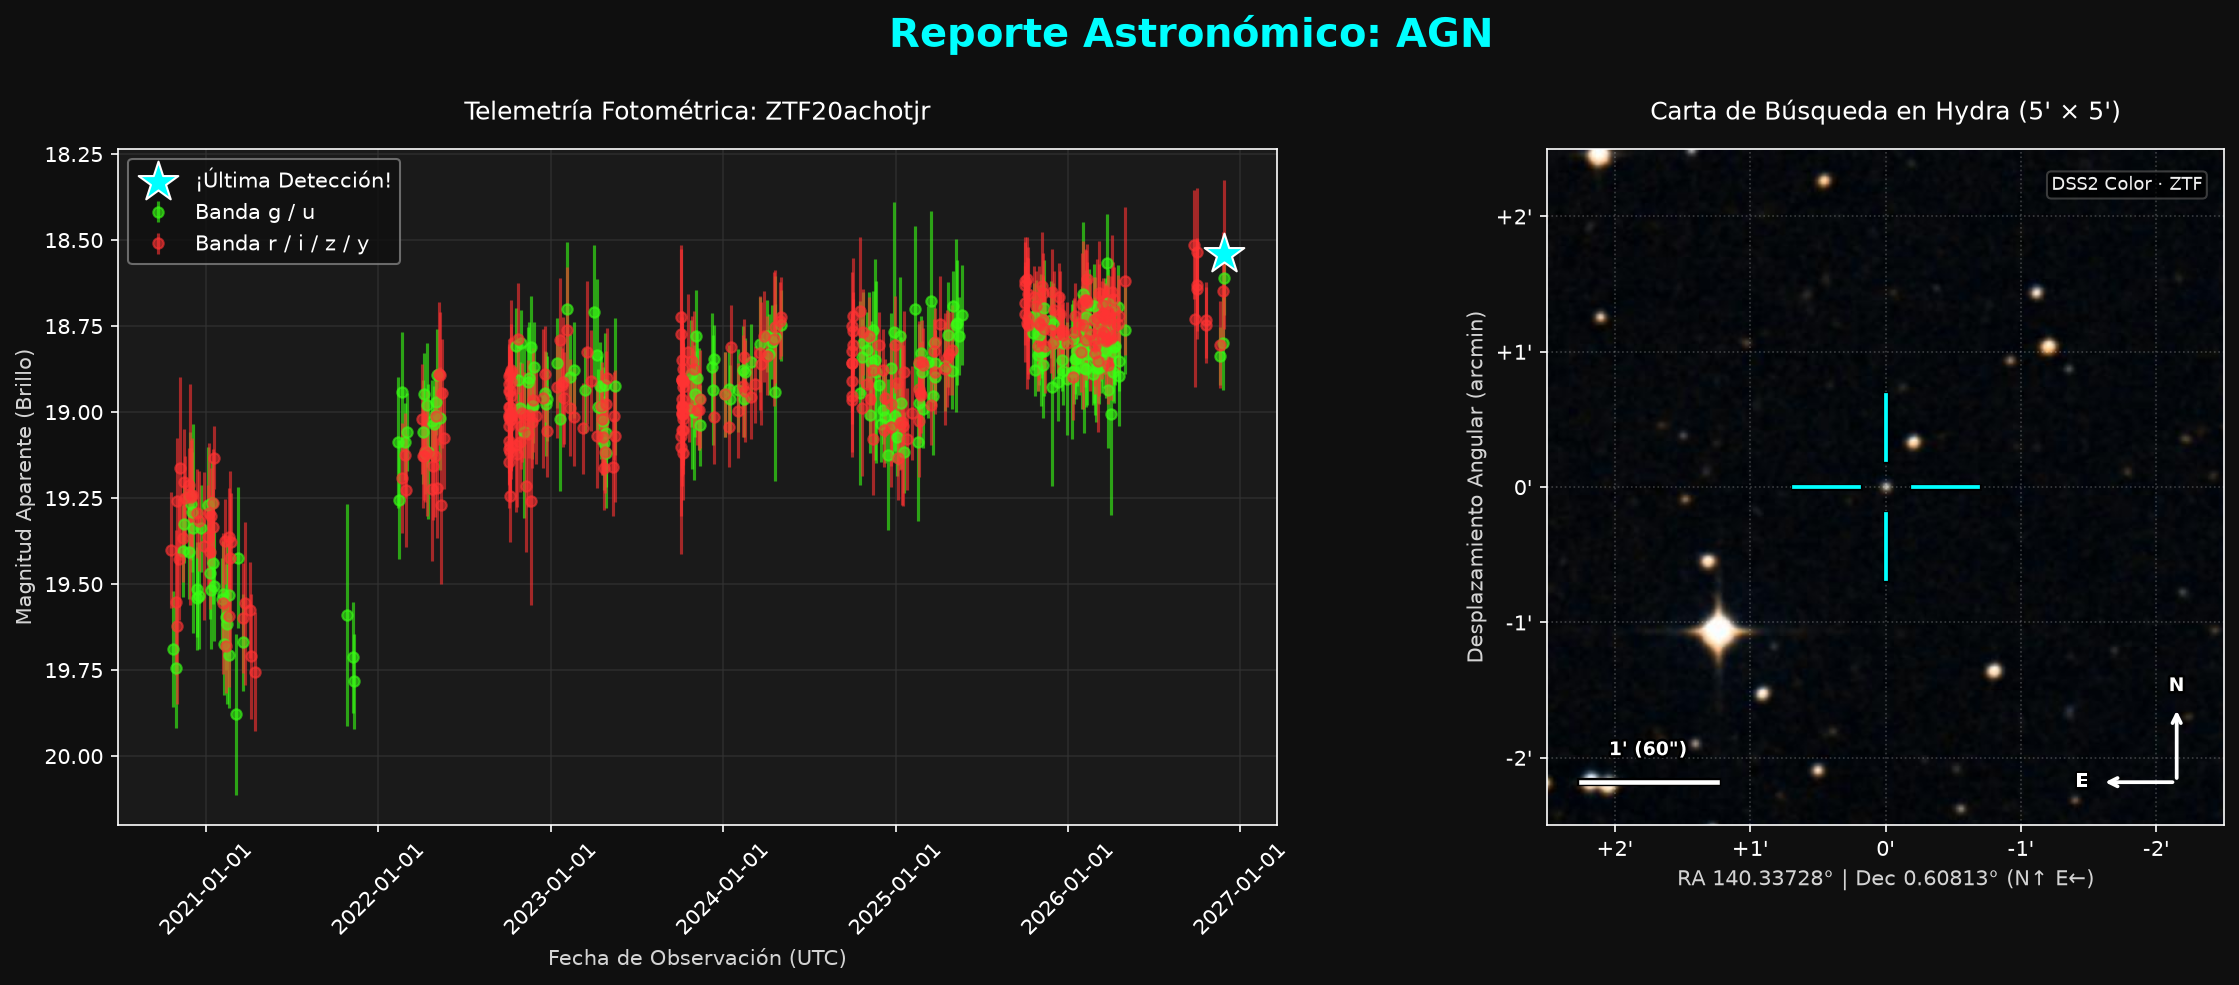 Reporte Astronómico: AGN
Telemetría Fotométrica: ZTF20achotjr
¡Última Detección!
Banda g / u
Banda r / i / z / y
Magnitud Aparente (Brillo)
18.25
18.50
18.75
19.00
19.25
19.50
19.75
20.00
2021-01-01
2022-01-01
2023-01-01
2024-01-01
2025-01-01
2026-01-01
2027-01-01
Fecha de Observación (UTC)
Carta de Búsqueda en Hydra (5' × 5')
DSS2 Color · ZTF
Desplazamiento Angular (arcmin)
+2'
+1'
0'
-1'
-2'
N
E
1' (60")
+2'
+1'
0'
-1'
-2'
RA 140.33728° | Dec 0.60813° (N↑ E←)